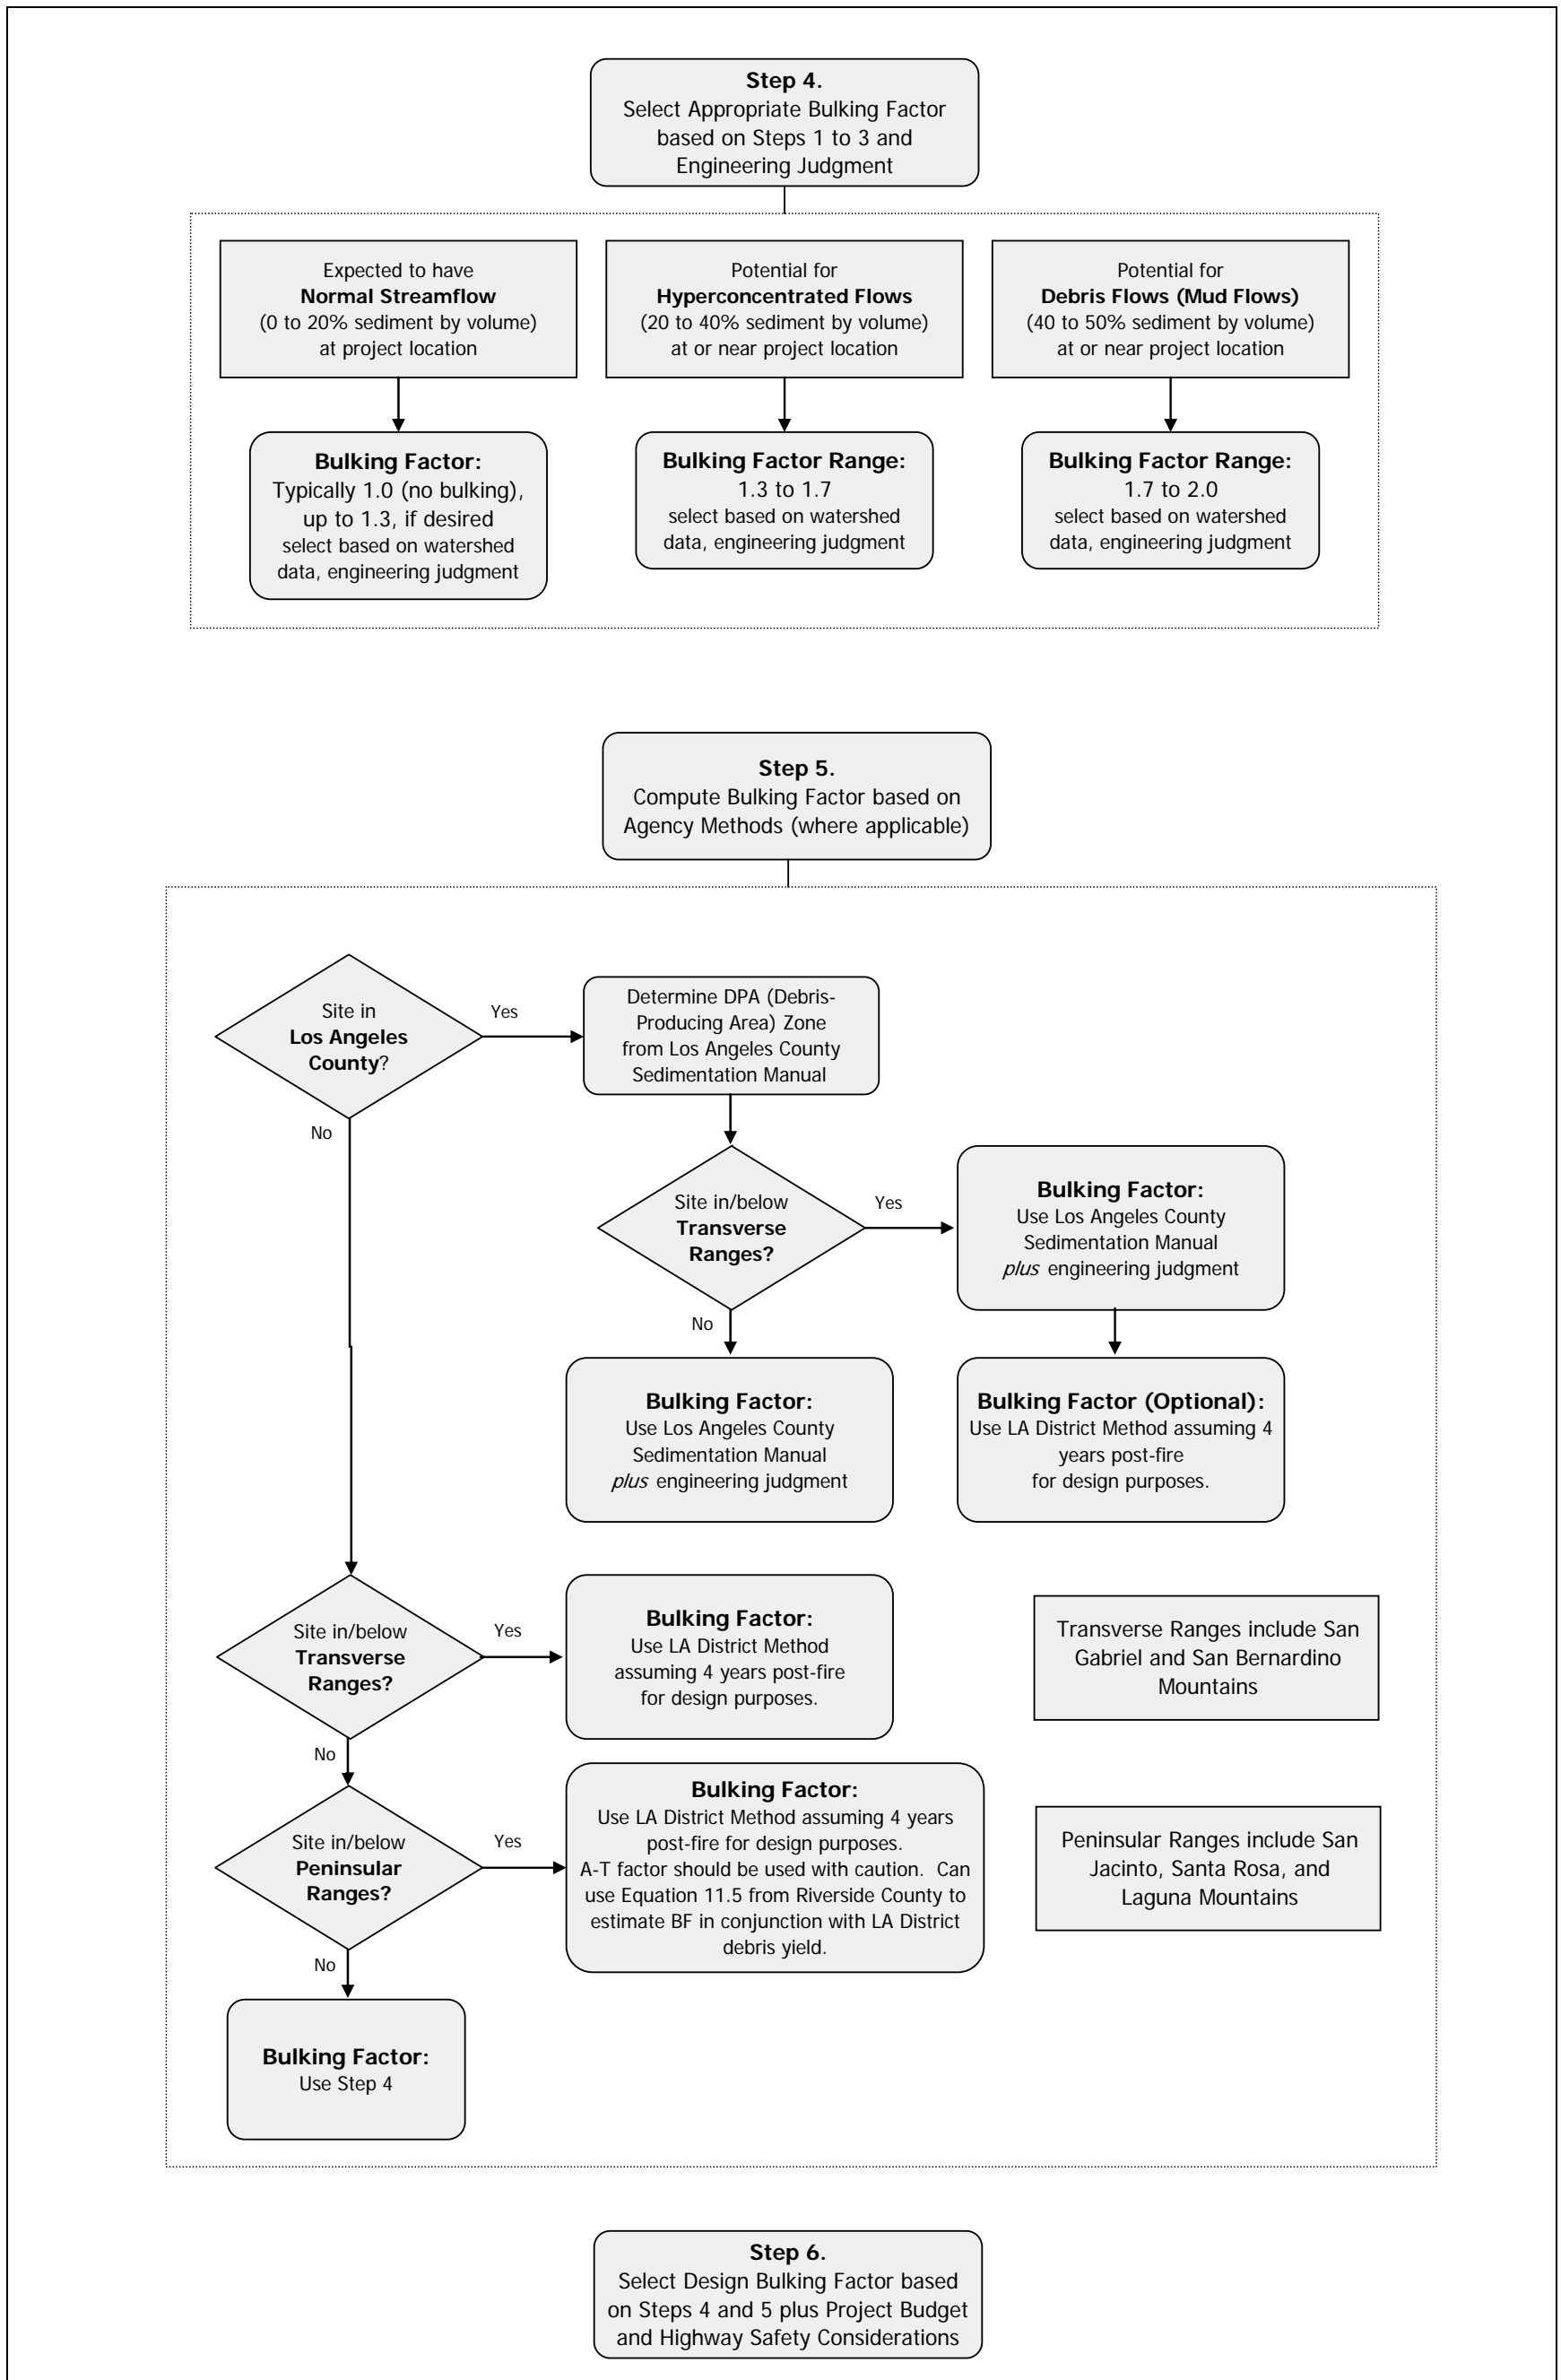 Step 4.
Select Appropriate Bulking Factor
based on Steps 1 to 3 and
Engineering Judgment
Expected to have
Normal Streamflow
(0 to 20% sediment by volume)
at project location
Potential for
Hyperconcentrated Flows
(20 to 40% sediment by volume)
at or near project location
Potential for
Debris Flows (Mud Flows)
(40 to 50% sediment by volume)
at or near project location
Bulking Factor:
Typically 1.0 (no bulking),
up to 1.3, if desired
select based on watershed
data, engineering judgment
Bulking Factor Range:
1.3 to 1.7
select based on watershed
data, engineering judgment
Bulking Factor Range:
1.7 to 2.0
select based on watershed
data, engineering judgment
Step 5.
Compute Bulking Factor based on
Agency Methods (where applicable)
Site in
Los Angeles
County?
Yes
No
Determine DPA (Debris-
Producing Area) Zone
from Los Angeles County
Sedimentation Manual
Site in/below
Transverse
Ranges?
Yes
No
Bulking Factor:
Use Los Angeles County
Sedimentation Manual
plus engineering judgment
Bulking Factor:
Use Los Angeles County
Sedimentation Manual
plus engineering judgment
Bulking Factor (Optional):
Use LA District Method assuming 4
years post-fire
for design purposes.
Site in/below
Transverse
Ranges?
Yes
No
Bulking Factor:
Use LA District Method
assuming 4 years post-fire
for design purposes.
Transverse Ranges include San
Gabriel and San Bernardino
Mountains
Site in/below
Peninsular
Ranges?
Yes
No
Bulking Factor:
Use LA District Method assuming 4 years
post-fire for design purposes.
A-T factor should be used with caution. Can
use Equation 11.5 from Riverside County to
estimate BF in conjunction with LA District
debris yield.
Peninsular Ranges include San
Jacinto, Santa Rosa, and
Laguna Mountains
Bulking Factor:
Use Step 4
Step 6.
Select Design Bulking Factor based
on Steps 4 and 5 plus Project Budget
and Highway Safety Considerations